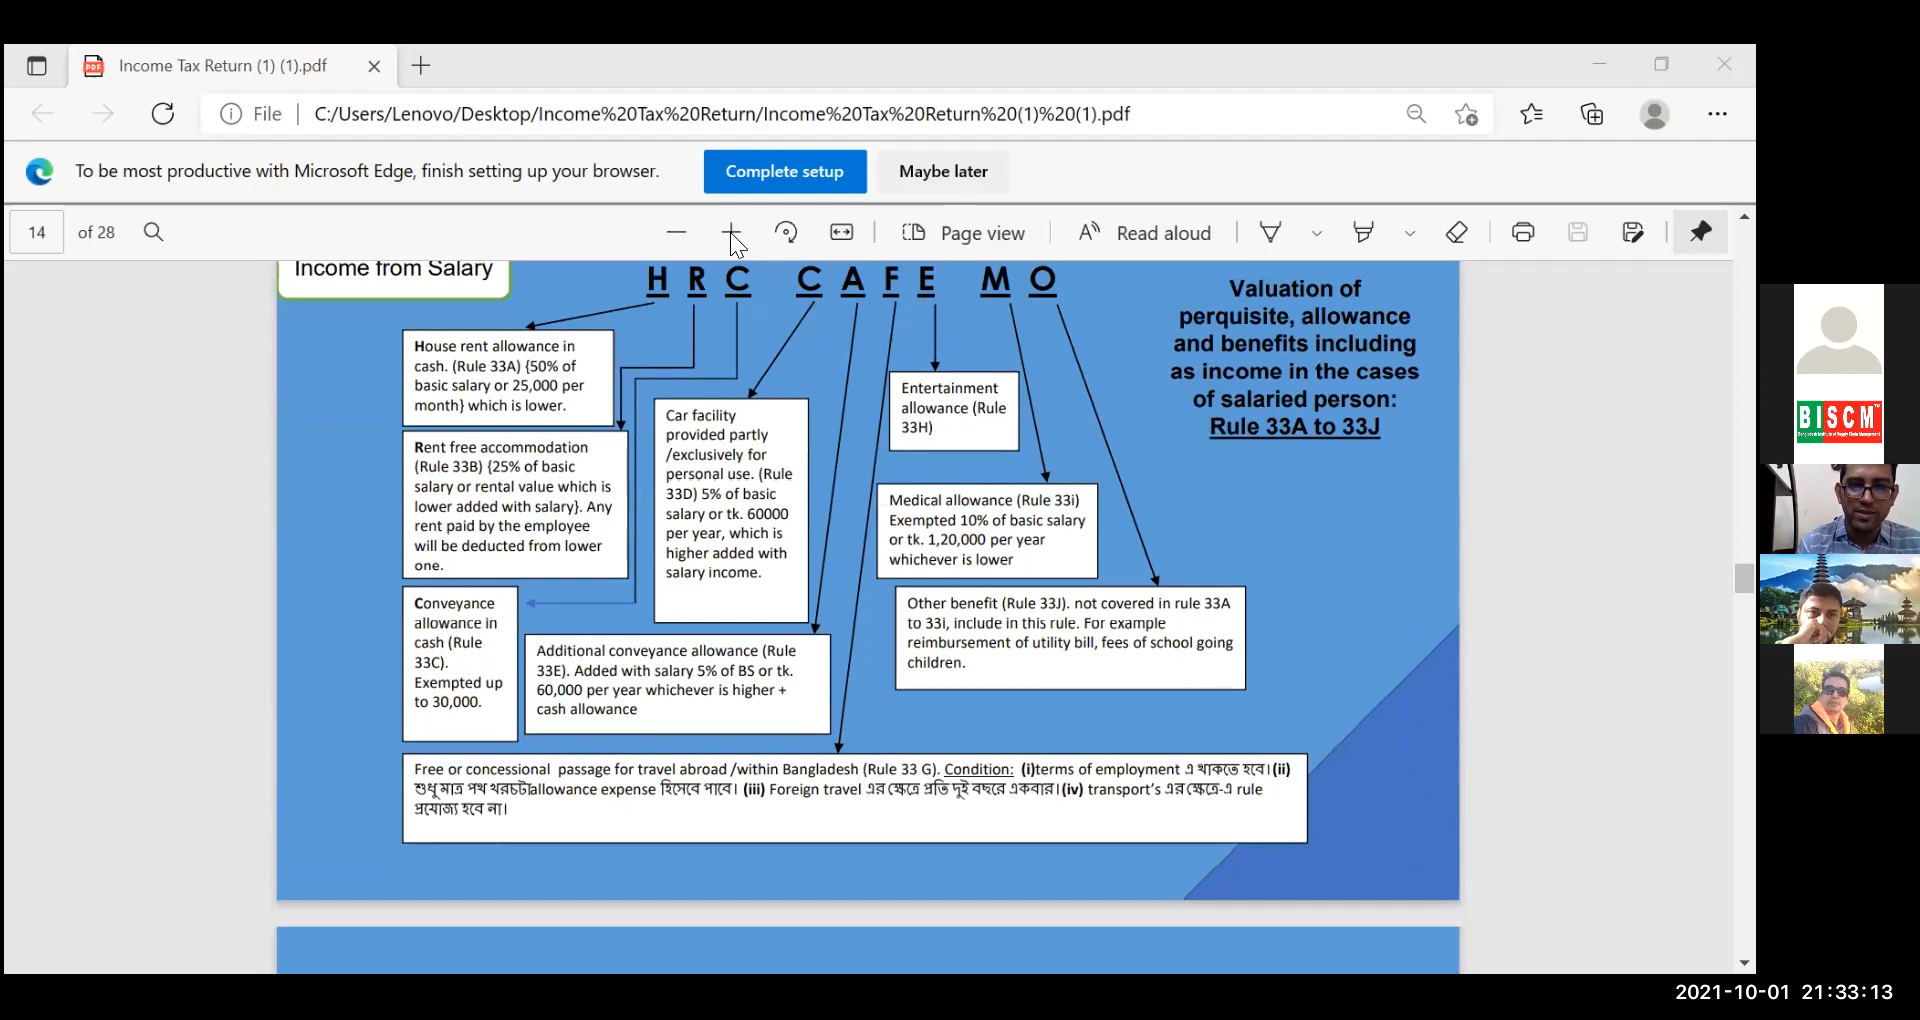 Income Tax Return (1) (1).pdf
File
C:/Users/Lenovo/Desktop/Income%20Tax%20Return/Income%20Tax%20Return%20(1)%20(1).pdf
To be most productive with Microsoft Edge, finish setting up your browser.
Complete setup
Maybe later
14
of 28
Page view
Read aloud
Income from Salary
H R C C A F E M O
Valuation of
perquisite, allowance
and benefits including
as income in the cases
of salaried person:
Rule 33A to 33J
House rent allowance in
cash. (Rule 33A) {50% of
basic salary or 25,000 per
month} which is lower.
Rent free accommodation
(Rule 33B) {25% of basic
salary or rental value which is
lower added with salary}. Any
rent paid by the employee
will be deducted from lower
one.
Conveyance
allowance in
cash (Rule
33C).
Exempted up
to 30,000.
Car facility
provided partly
/exclusively for
personal use. (Rule
33D) 5% of basic
salary or tk. 60000
per year, which is
higher added with
salary income.
Additional conveyance allowance (Rule
33E). Added with salary 5% of BS or tk.
60,000 per year whichever is higher +
cash allowance
Entertainment
allowance (Rule
33H)
Medical allowance (Rule 33i)
Exempted 10% of basic salary
or tk. 1,20,000 per year
whichever is lower
Other benefit (Rule 33J). not covered in rule 33A
to 33i, include in this rule. For example
reimbursement of utility bill, fees of school going
children.
Free or concessional passage for travel abroad /within Bangladesh (Rule 33 G). Condition: (i)terms of employment এ থাকতে হবে। (ii)
শুধু মাত্র পথ খরচটাallowance expense হিসেবে পাবে। (iii) Foreign travel এর ক্ষেত্রে প্রতি দুই বছরে একবার। (iv) transport's এর ক্ষেত্রে-এ rule
প্রযোজ্য হবে না।
BISCM
2021-10-01 21:33:13